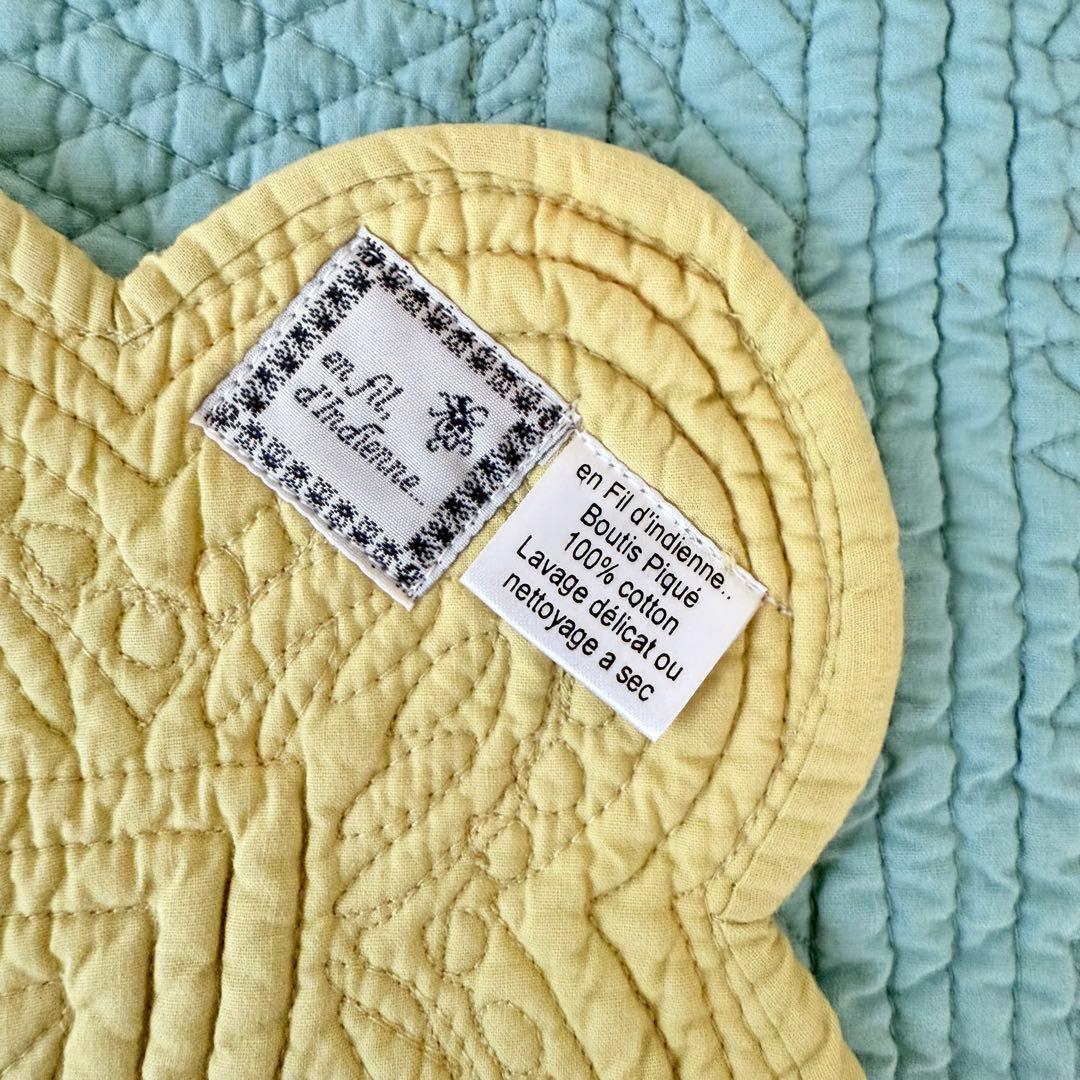 en fil,
d'Indienne...
en Fil d'indienne..
Boutis Piqué
100% cotton
Lavage délicat ou
nettoyage a sec